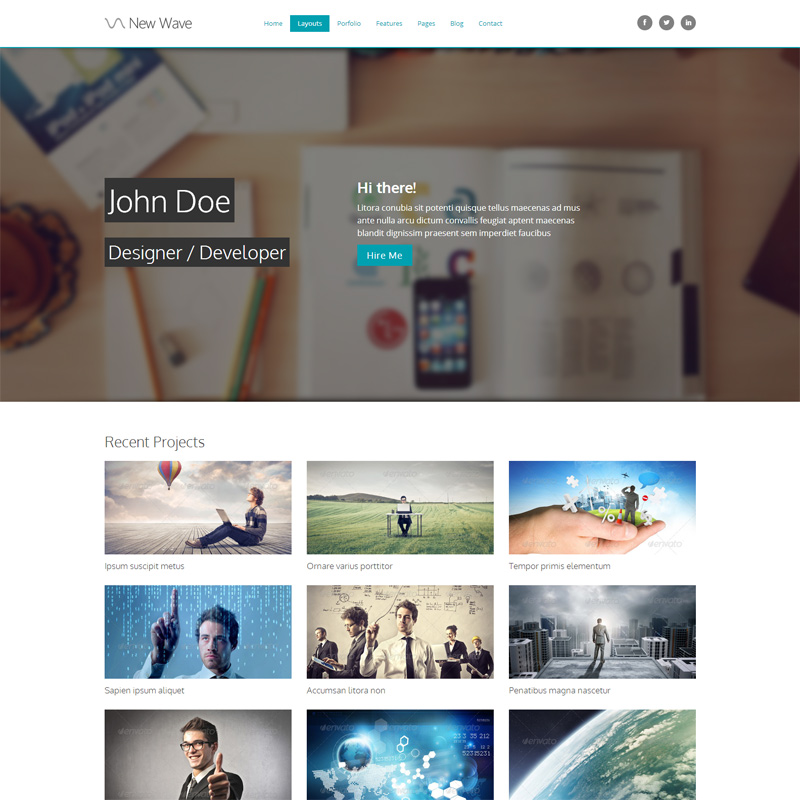 New Wave
Home Layouts Porfolio Features Pages Blog Contact
John Doe
Designer / Developer
Hi there!
Litora conubia sit potenti quisque tellus maecenas ad mus
ante nulla arcu dictum convallis feugiat aptent maecenas
blandit dignissim praesent sem imperdiet faucibus
Hire Me
Recent Projects
Ipsum suscipit metus
Ornare varius porttitor
Tempor primis elementum
Sapien ipsum aliquet
Accumsan litora non
Penatibus magna nascetur